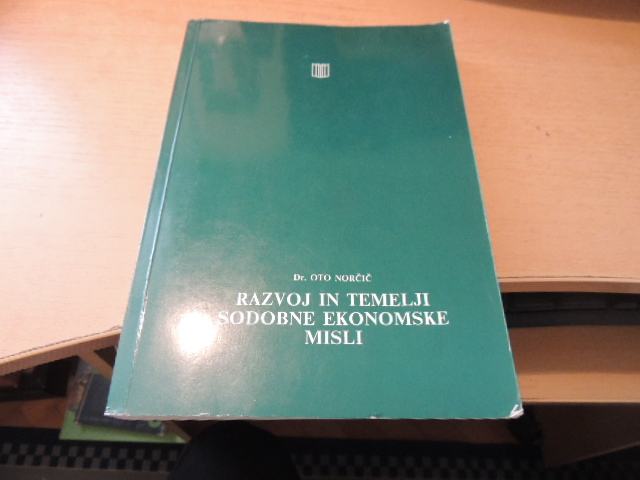 Dr. OTO NORČIČ
RAZVOJ IN TEMELJI
SODOBNE EKONOMSKE
MISLI